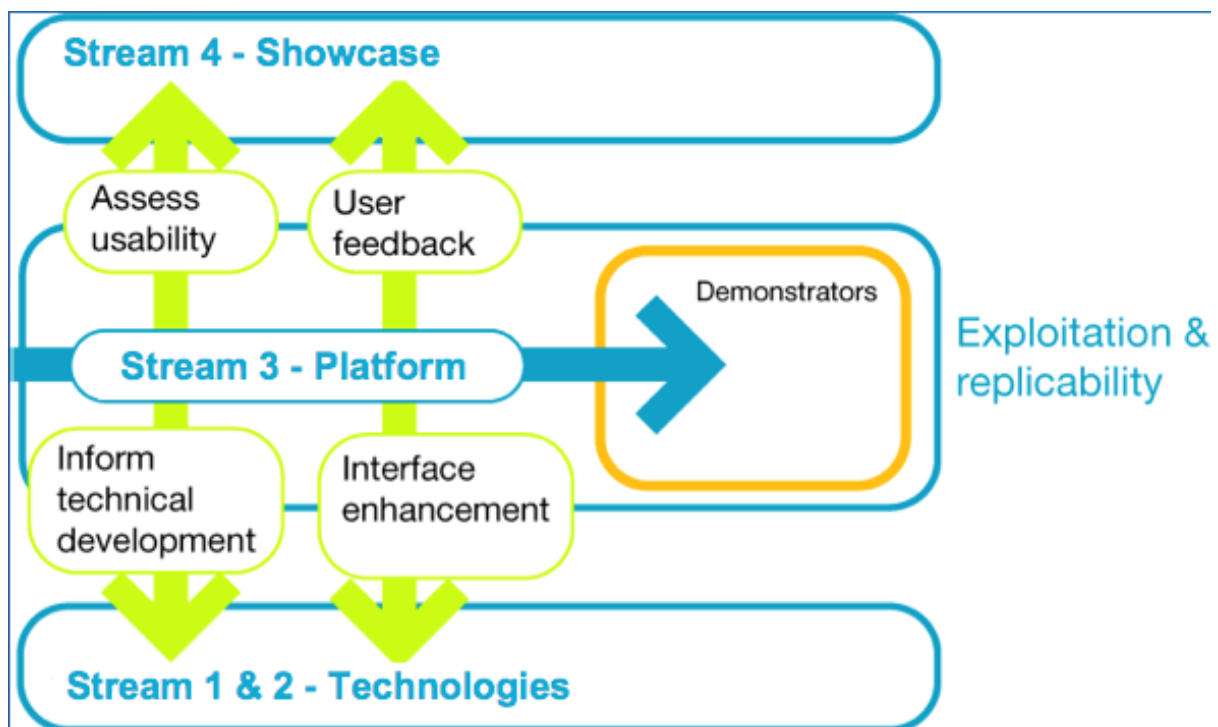 Stream 4 - Showcase
Assess
usability
User
feedback
Demonstrators
Stream 3 - Platform
Exploitation &
replicability
Inform
technical
development
Interface
enhancement
Stream 1 & 2 - Technologies